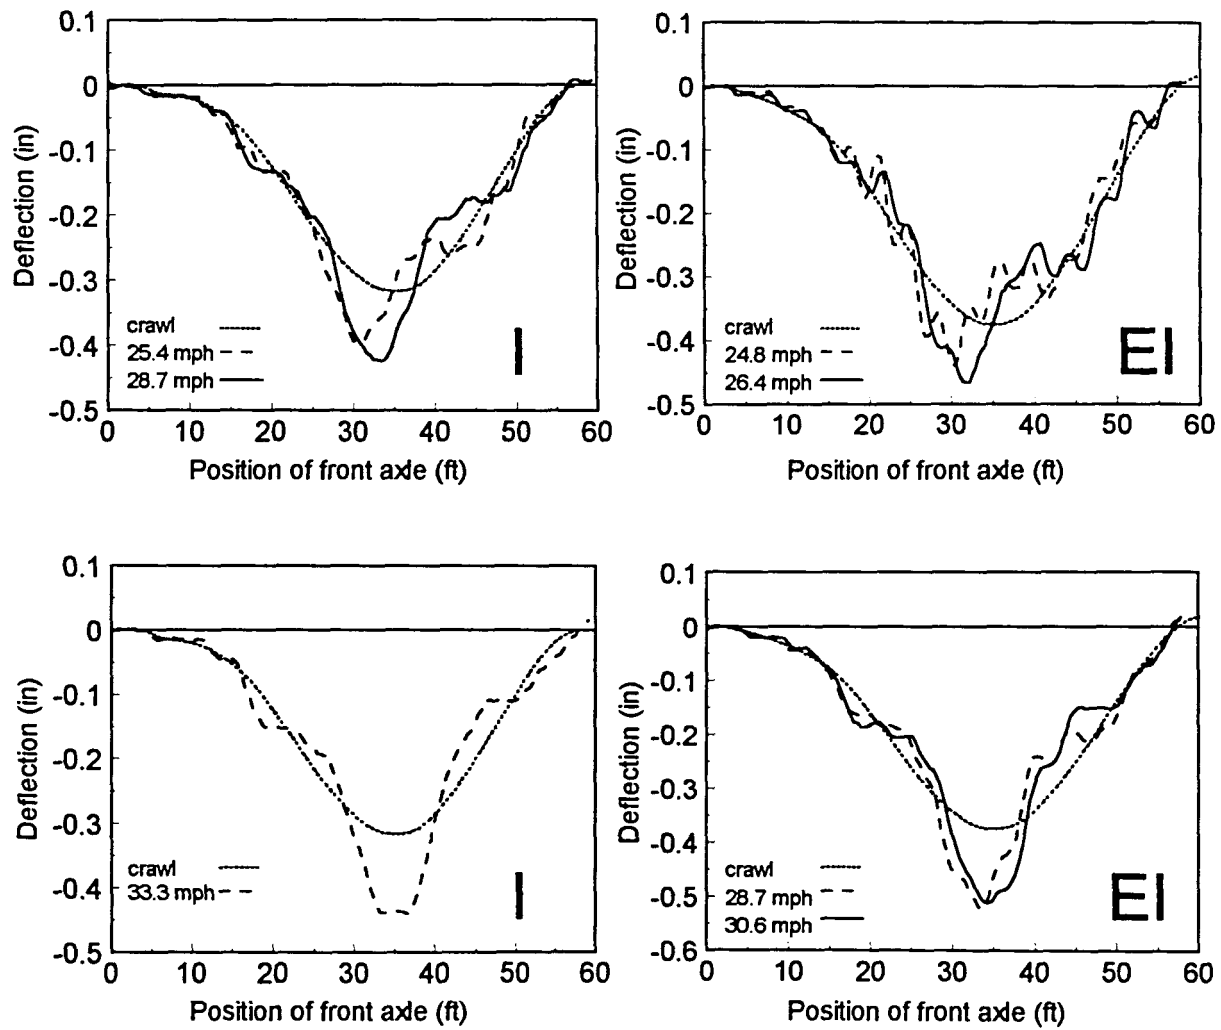 0.1
0
-0.1
-0.2
-0.3
-0.4
-0.5
Deflection (in)
crawl
25.4 mph
28.7 mph
I
0 10 20 30 40 50 60
Position of front axle (ft)
0.1
0
-0.1
-0.2
-0.3
-0.4
-0.5
Deflection (in)
crawl
24.8 mph
26.4 mph
EI
0 10 20 30 40 50 60
Position of front axle (ft)
0.1
0
-0.1
-0.2
-0.3
-0.4
-0.5
Deflection (in)
crawl
33.3 mph
I
0 10 20 30 40 50 60
Position of front axle (ft)
0.1
0
-0.1
-0.2
-0.3
-0.4
-0.5
-0.6
Deflection (in)
crawl
28.7 mph
30.6 mph
EI
0 10 20 30 40 50 60
Position of front axle (ft)